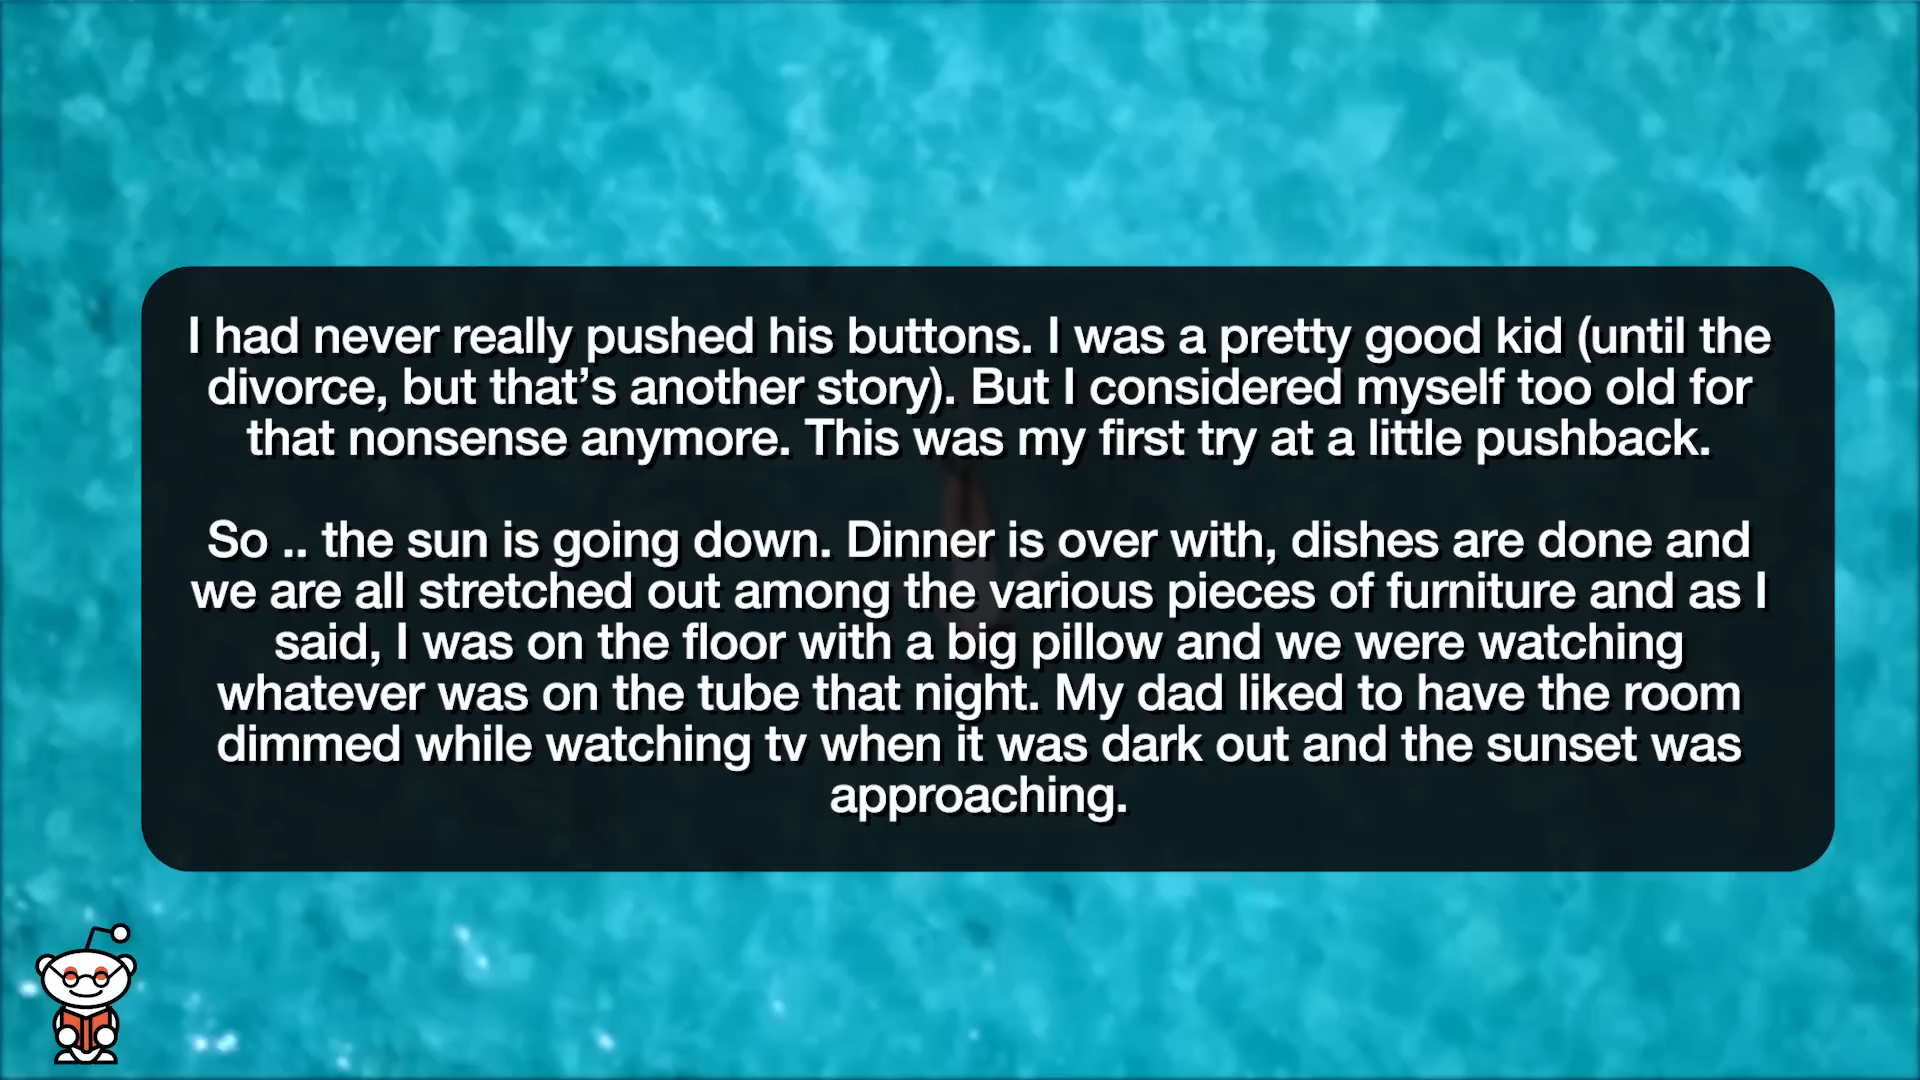 I had never really pushed his buttons. I was a pretty good kid (until the
divorce, but that’s another story). But I considered myself too old for
that nonsense anymore. This was my first try at a little pushback.
So .. the sun is going down. Dinner is over with, dishes are done and
we are all stretched out among the various pieces of furniture and as I
said, I was on the floor with a big pillow and we were watching
whatever was on the tube that night. My dad liked to have the room
dimmed while watching tv when it was dark out and the sunset was
approaching.